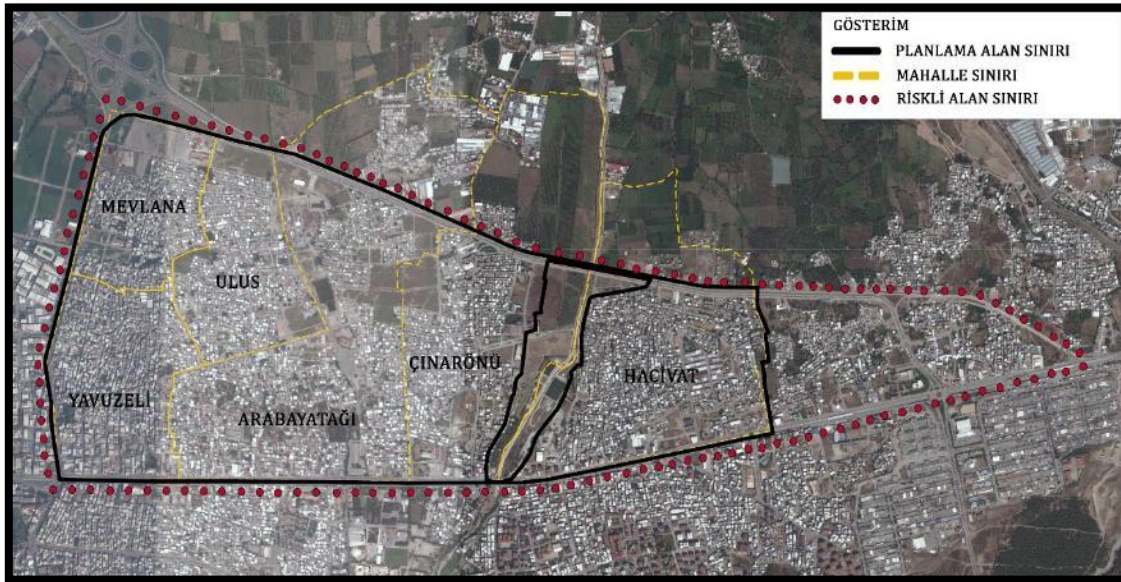 GÖSTERİM
PLANLAMA ALAN SINIRI
MAHALLE SINIRI
RİSKLİ ALAN SINIRI
MEVLANA
ULUS
ÇINARÖNÜ
HACİVAT
YAVUZELİ
ARABAYATAĞI